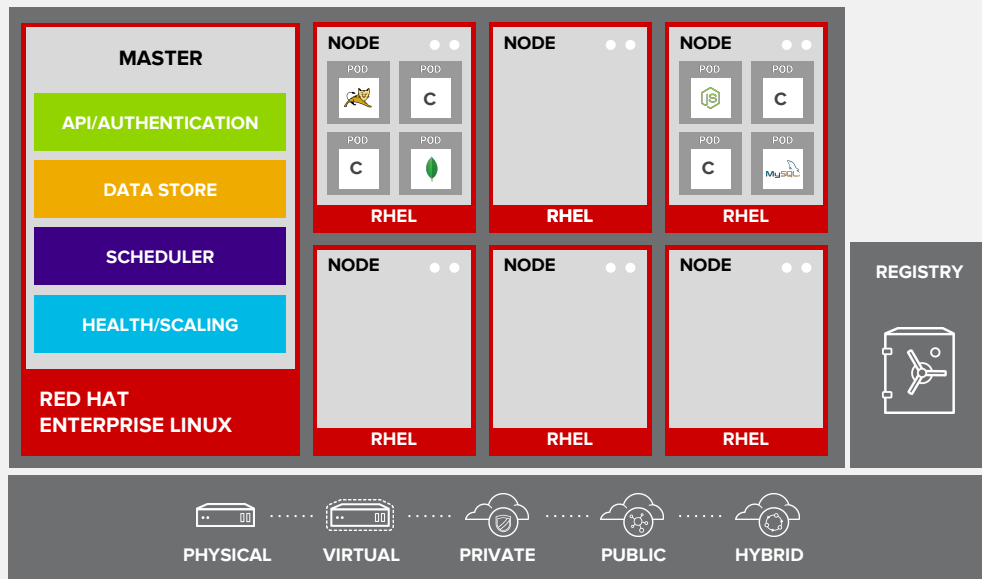 MASTER
API/AUTHENTICATION
DATA STORE
SCHEDULER
HEALTH/SCALING
RED HAT
ENTERPRISE LINUX
NODE
POD
POD
C
POD
POD
C
RHEL
NODE
RHEL
NODE
POD
POD
JS
C
POD
POD
C
MySQL
RHEL
NODE
RHEL
NODE
RHEL
NODE
RHEL
REGISTRY
PHYSICAL
VIRTUAL
PRIVATE
PUBLIC
HYBRID